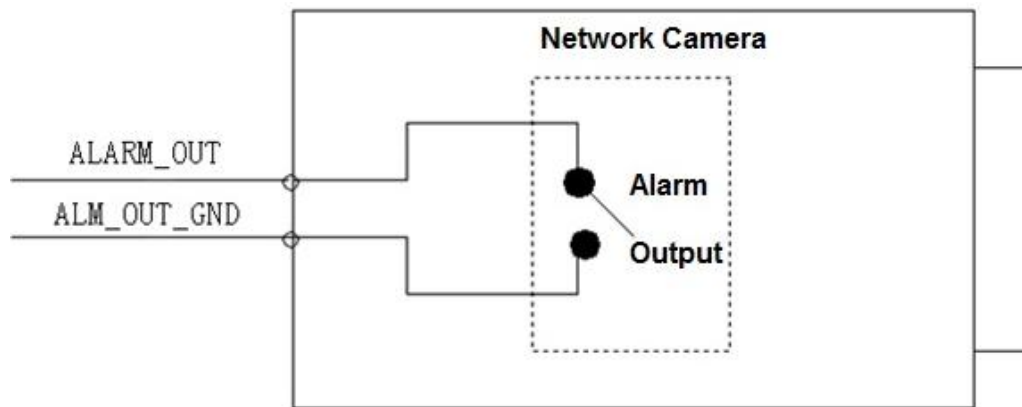 Network Camera
ALARM_OUT
Alarm
ALM_OUT_GND
Output